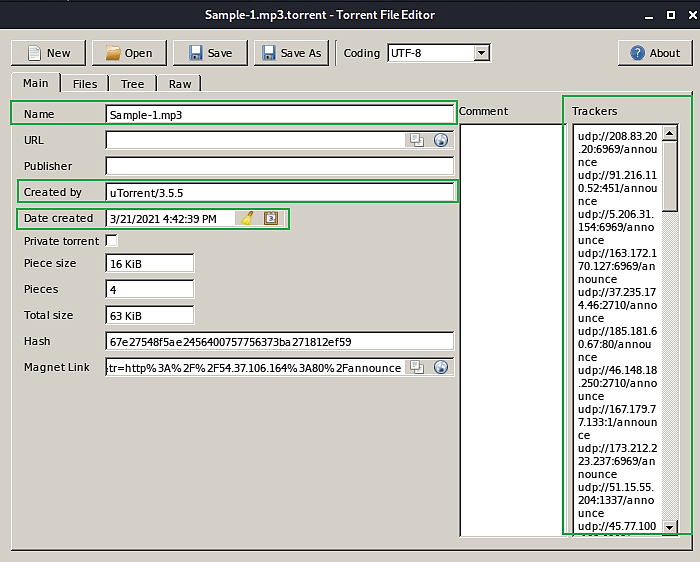 Sample-1.mp3.torrent - Torrent File Editor
New Open Save Save As Coding UTF-8 About
Main Files Tree Raw
Name Sample-1.mp3
URL
Publisher
Created by uTorrent/3.5.5
Date created 3/21/2021 4:42:39 PM
Private torrent
Piece size 16 KiB
Pieces 4
Total size 63 KiB
Hash 67e27548f5ae2456400757756373ba271812ef59
Magnet Link tr=http%3A%2F%2F54.37.106.164%3A80%2Fannounce
Comment
Trackers
udp://208.83.20
.20:6969/annou
nce
udp://91.216.11
0.52:451/annou
nce
udp://5.206.31.
154:6969/anno
unce
udp://163.172.1
70.127:6969/an
nounce
udp://37.235.17
4.46:2710/anno
unce
udp://185.181.6
0.67:80/annou
nce
udp://46.148.18
.250:2710/anno
unce
udp://167.179.7
7.133:1/announ
ce
udp://173.212.2
23.237:6969/an
nounce
udp://51.15.55.
204:1337/anno
unce
udp://45.77.100